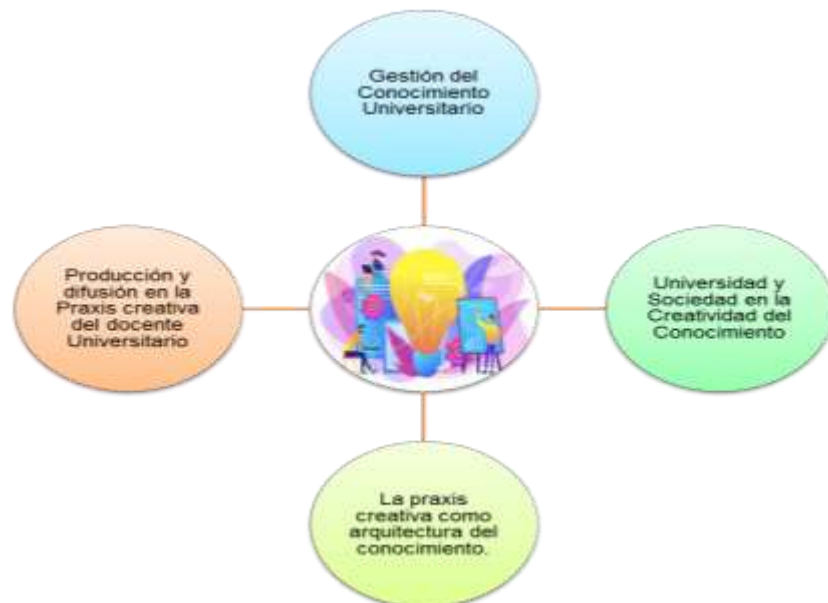 Gestión del
Conocimiento
Universitario
Producción y
difusión en la
Praxis creativa
del docente
Universitario
Universidad y
Sociedad en la
Creatividad del
Conocimiento
La praxis
creativa como
arquitectura del
conocimiento.